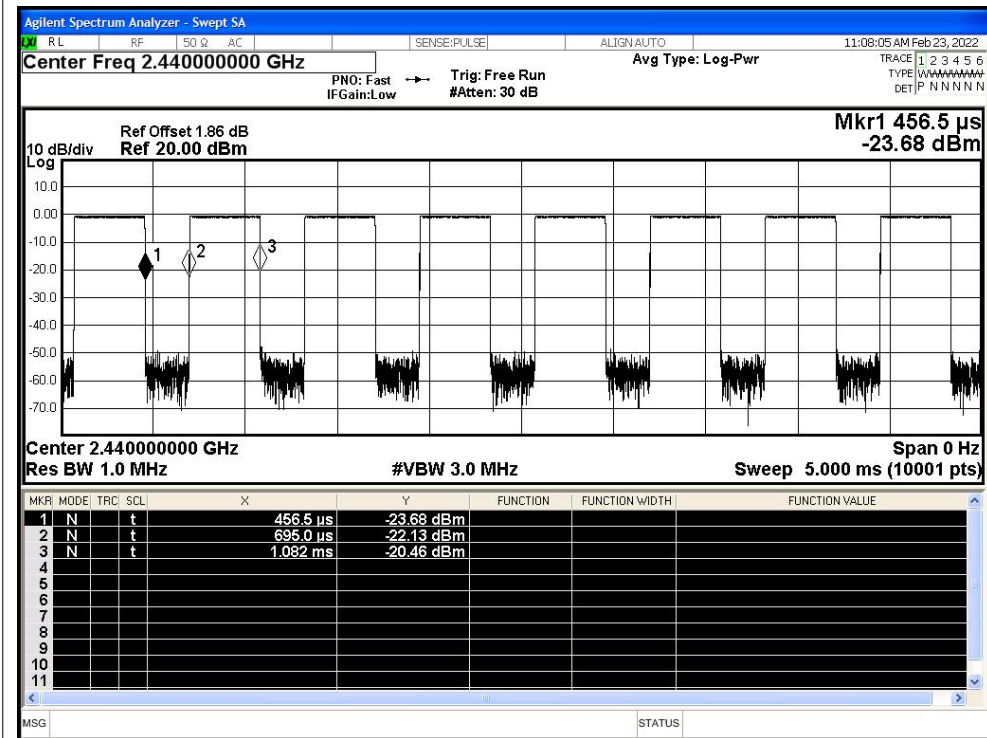 Agilent Spectrum Analyzer - Swept SA
LXI RL RF 50 Ω AC SENSE:PULSE ALIGN AUTO 11:08:05 AM Feb 23, 2022
Center Freq 2.440000000 GHz Avg Type: Log-Pwr TRACE 1 2 3 4 5 6
PNO: Fast Trig: Free Run TYPE WWWWWW
IFGain:Low #Atten: 30 dB DET P N N N N N
Mkr1 456.5 µs
Ref Offset 1.86 dB
10 dB/div Ref 20.00 dBm -23.68 dBm
Log
10.0
0.00
-10.0
1 2 3
-20.0
-30.0
-40.0
-50.0
-60.0
-70.0
Center 2.440000000 GHz Span 0 Hz
Res BW 1.0 MHz #VBW 3.0 MHz Sweep 5.000 ms (10001 pts)
MKR MODE TRC SCL X Y FUNCTION FUNCTION WIDTH FUNCTION VALUE
1 N t 456.5 µs -23.68 dBm
2 N t 695.0 µs -22.13 dBm
3 N t 1.082 ms -20.46 dBm
4
5
6
7
8
9
10
11
MSG STATUS